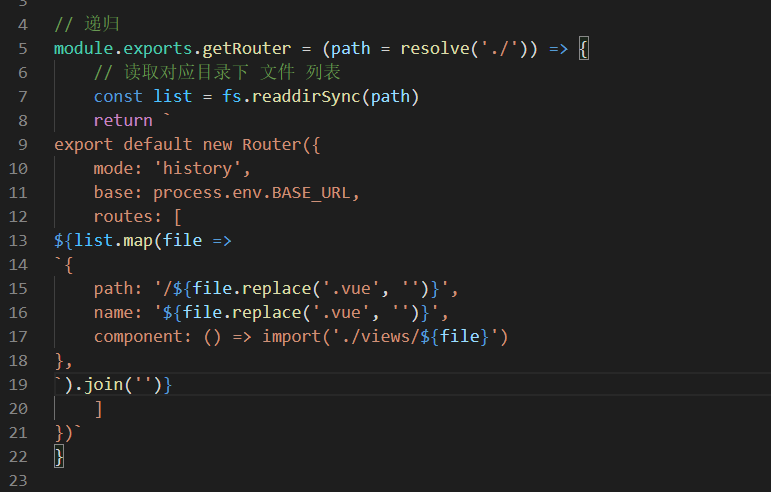 3
4 // 递归
5 module.exports.getRouter = (path = resolve('./')) => {
6     // 读取对应目录下 文件 列表
7     const list = fs.readdirSync(path)
8     return `
9 export default new Router({
10     mode: 'history',
11     base: process.env.BASE_URL,
12     routes: [
13 ${list.map(file =>
14 `{
15     path: '/${file.replace('.vue', '')}',
16     name: '${file.replace('.vue', '')}',
17     component: () => import('./views/${file}')
18 },
19 `).join('')}
20     ]
21 })`
22 }
23